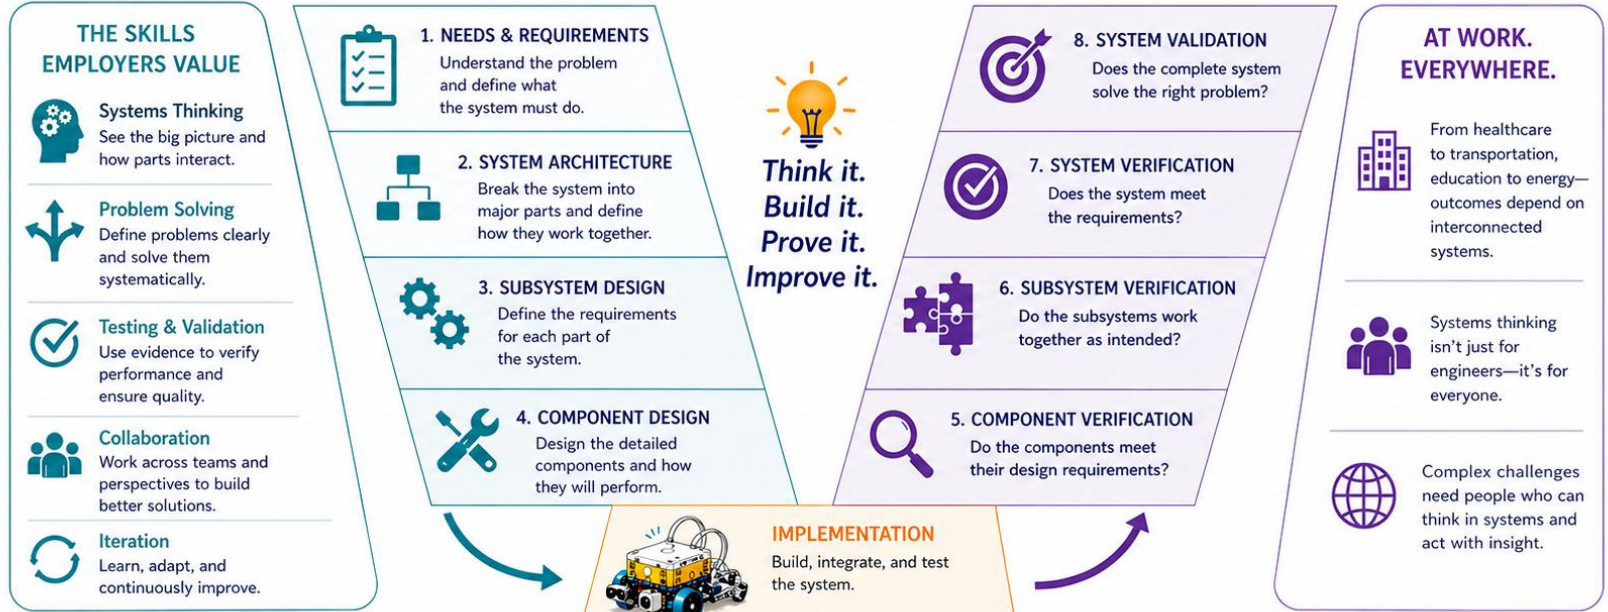 THE SKILLS
EMPLOYERS VALUE
Systems Thinking
See the big picture and
how parts interact.
Problem Solving
Define problems clearly
and solve them
systematically.
Testing & Validation
Use evidence to verify
performance and
ensure quality.
Collaboration
Work across teams and
perspectives to build
better solutions.
Iteration
Learn, adapt, and
continuously improve.
1. NEEDS & REQUIREMENTS
Understand the problem
and define what
the system must do.
2. SYSTEM ARCHITECTURE
Break the system into
major parts and define
how they work together.
3. SUBSYSTEM DESIGN
Define the requirements
for each part of
the system.
4. COMPONENT DESIGN
Design the detailed
components and how
they will perform.
Think it.
Build it.
Prove it.
Improve it.
IMPLEMENTATION
Build, integrate, and test
the system.
8. SYSTEM VALIDATION
Does the complete system
solve the right problem?
7. SYSTEM VERIFICATION
Does the system meet
the requirements?
6. SUBSYSTEM VERIFICATION
Do the subsystems work
together as intended?
5. COMPONENT VERIFICATION
Do the components meet
their design requirements?
AT WORK.
EVERYWHERE.
From healthcare
to transportation,
education to energy—
outcomes depend on
interconnected
systems.
Systems thinking
isn't just for
engineers—it's for
everyone.
Complex challenges
need people who can
think in systems and
act with insight.